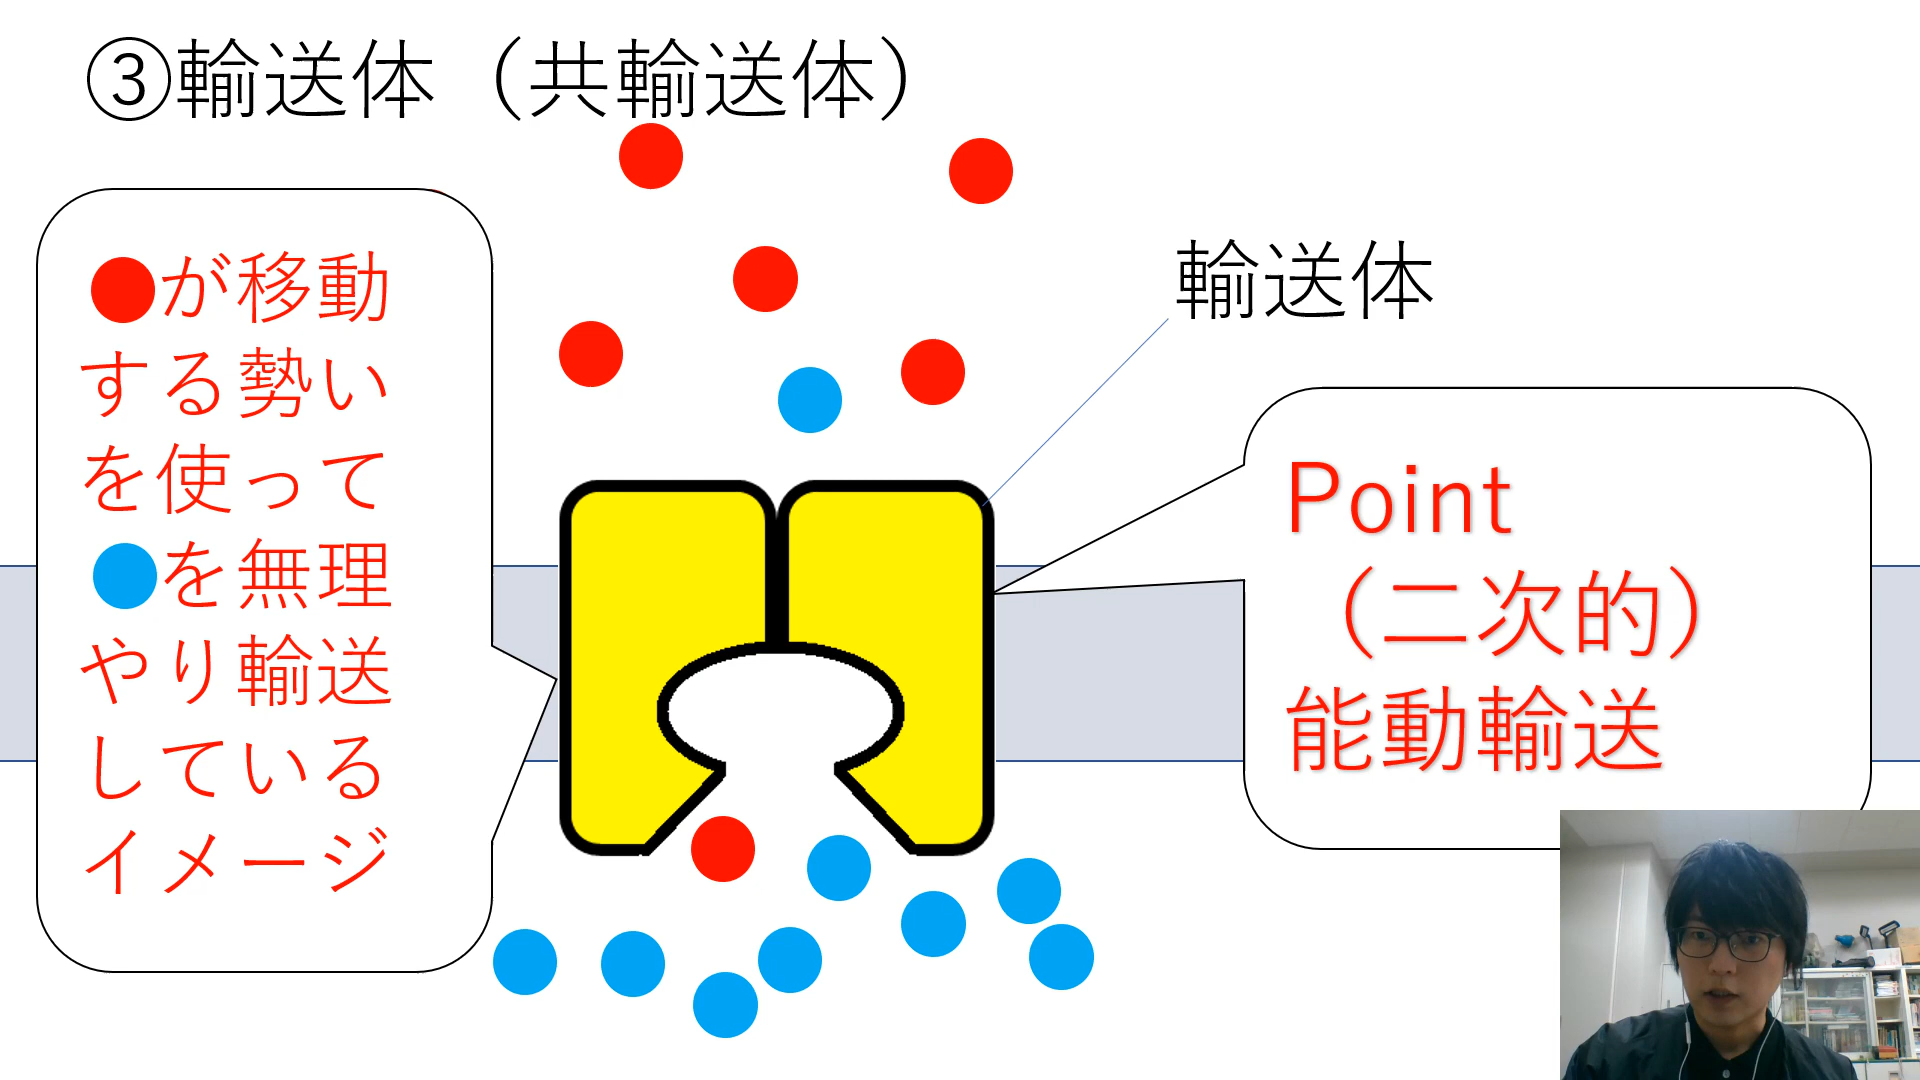 ③輸送体（共輸送体）
●が移動
する勢い
を使って
●を無理
やり輸送
している
イメージ
輸送体
Point
（二次的）
能動輸送